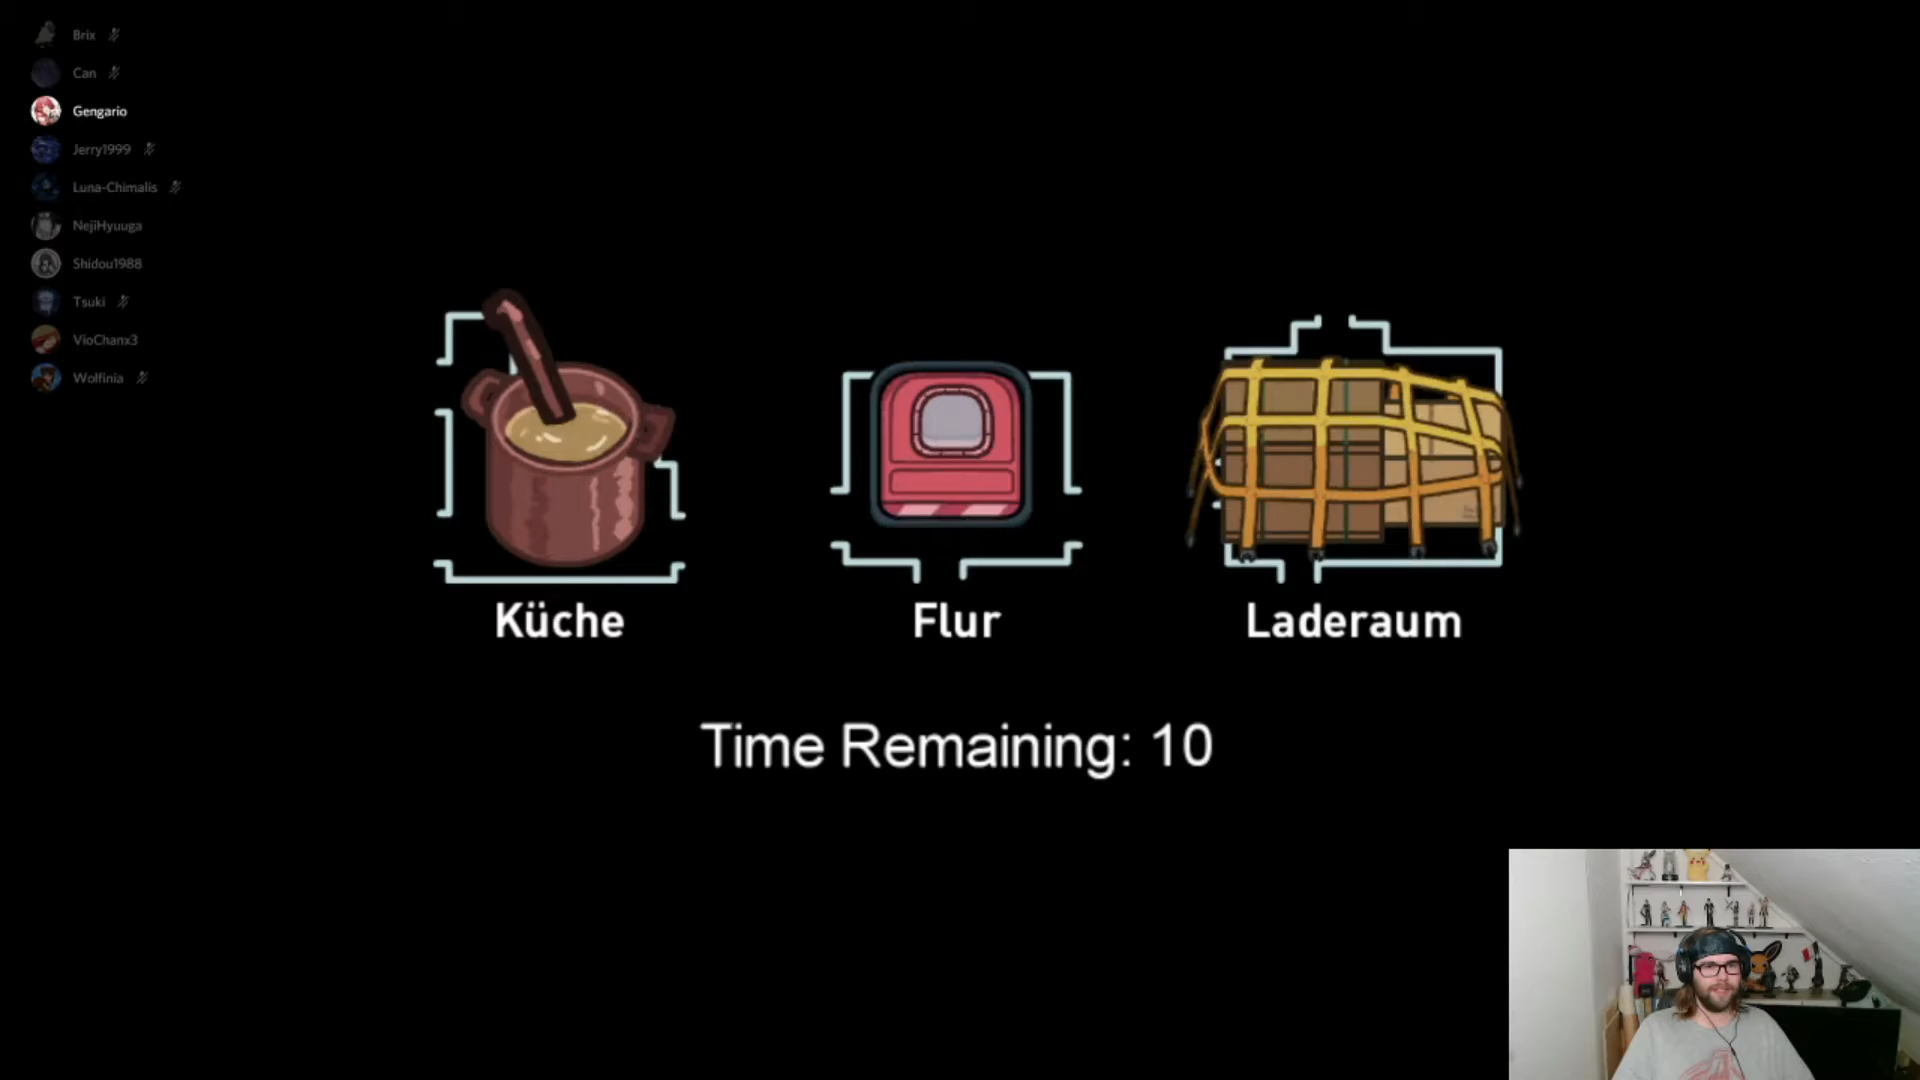 Brix
Can
Gengario
Jerry1999
Luna-Chimalis
NejiHyuuga
Shidou1988
Tsuki
VioChanx3
Wolfinia
Küche
Flur
Laderaum
Time Remaining: 10